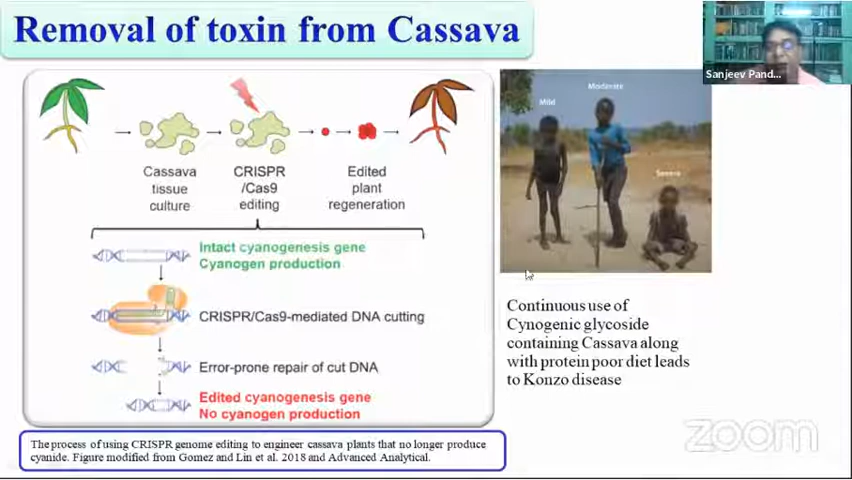 Removal of toxin from Cassava
Sanjeev Pand...
Cassava
tissue
culture
CRISPR
/Cas9
editing
Edited
plant
regeneration
Intact cyanogenesis gene
Cyanogen production
CRISPR/Cas9-mediated DNA cutting
Error-prone repair of cut DNA
Edited cyanogenesis gene
No cyanogen production
The process of using CRISPR genome editing to engineer cassava plants that no longer produce
cyanide. Figure modified from Gomez and Lin et al. 2018 and Advanced Analytical.
Mild
Moderate
Severe
Continuous use of
Cynogenic glycoside
containing Cassava along
with protein poor diet leads
to Konzo disease
zoom